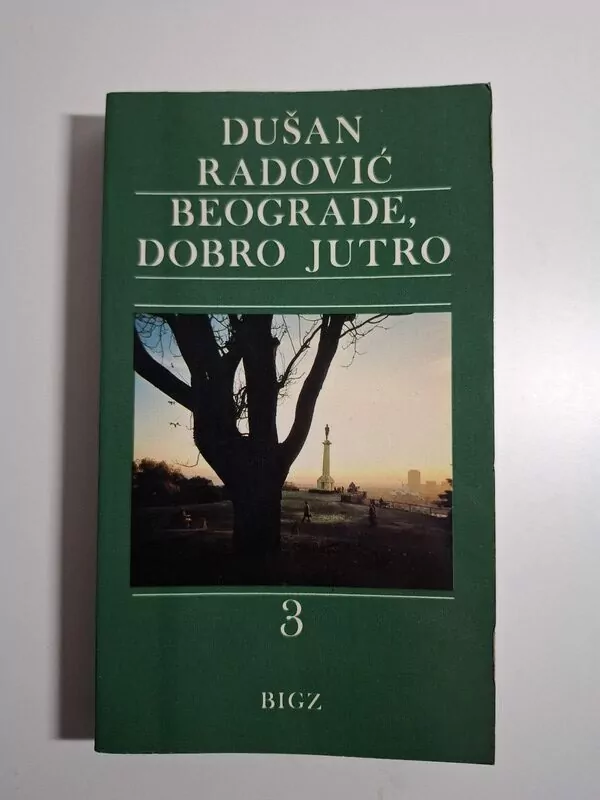 DUŠAN
RADOVIĆ
BEOGRADE,
DOBRO JUTRO
3
BIGZ